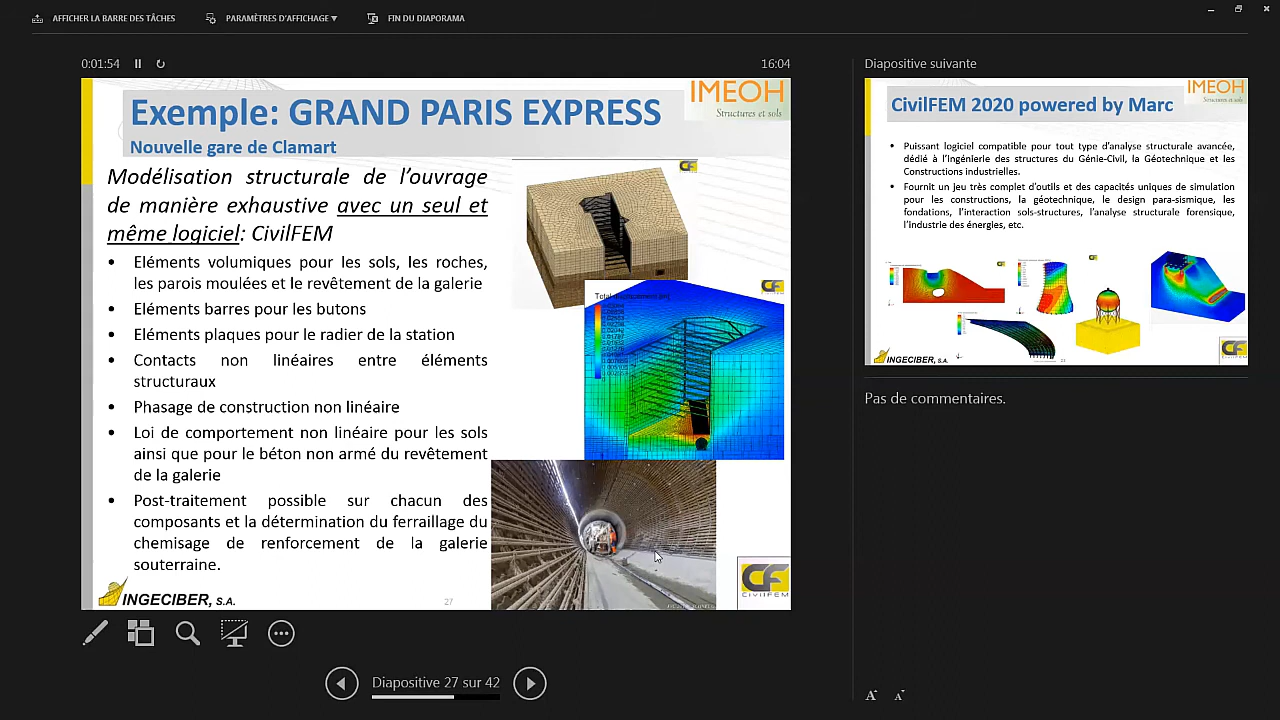 AFFICHER LA BARRE DES TÂCHES
PARAMÈTRES D'AFFICHAGE ▼
FIN DU DIAPORAMA
0:01:54
16:04
Exemple: GRAND PARIS EXPRESS
Nouvelle gare de Clamart
IMEOH
Structures et sols
Modélisation structurale de l'ouvrage
de manière exhaustive avec un seul et
même logiciel: CivilFEM
• Eléments volumiques pour les sols, les roches,
les parois moulées et le revêtement de la galerie
• Eléments barres pour les butons
• Eléments plaques pour le radier de la station
• Contacts non linéaires entre éléments
structuraux
• Phasage de construction non linéaire
• Loi de comportement non linéaire pour les sols
ainsi que pour le béton non armé du revêtement
de la galerie
• Post-traitement possible sur chacun des
composants et la détermination du ferraillage du
chemisage de renforcement de la galerie
souterraine.
CF
CF
CIVILFEM
CF
CIVILFEM
INGECIBER, S.A.
27
Diapositive 27 sur 42
Diapositive suivante
CivilFEM 2020 powered by Marc
IMEOH
Structures et sols
• Puissant logiciel compatible pour tout type d'analyse structurale avancée,
dédié à l'Ingénierie des structures du Génie-Civil, la Géotechnique et les
Constructions industrielles.
• Fournit un jeu très complet d'outils et des capacités uniques de simulation
pour les constructions, la géotechnique, le design para-sismique, les
fondations, l'interaction sols-structures, l'analyse structurale forensique,
l'industrie des énergies, etc.
INGECIBER, S.A.
CF
Pas de commentaires.
A A